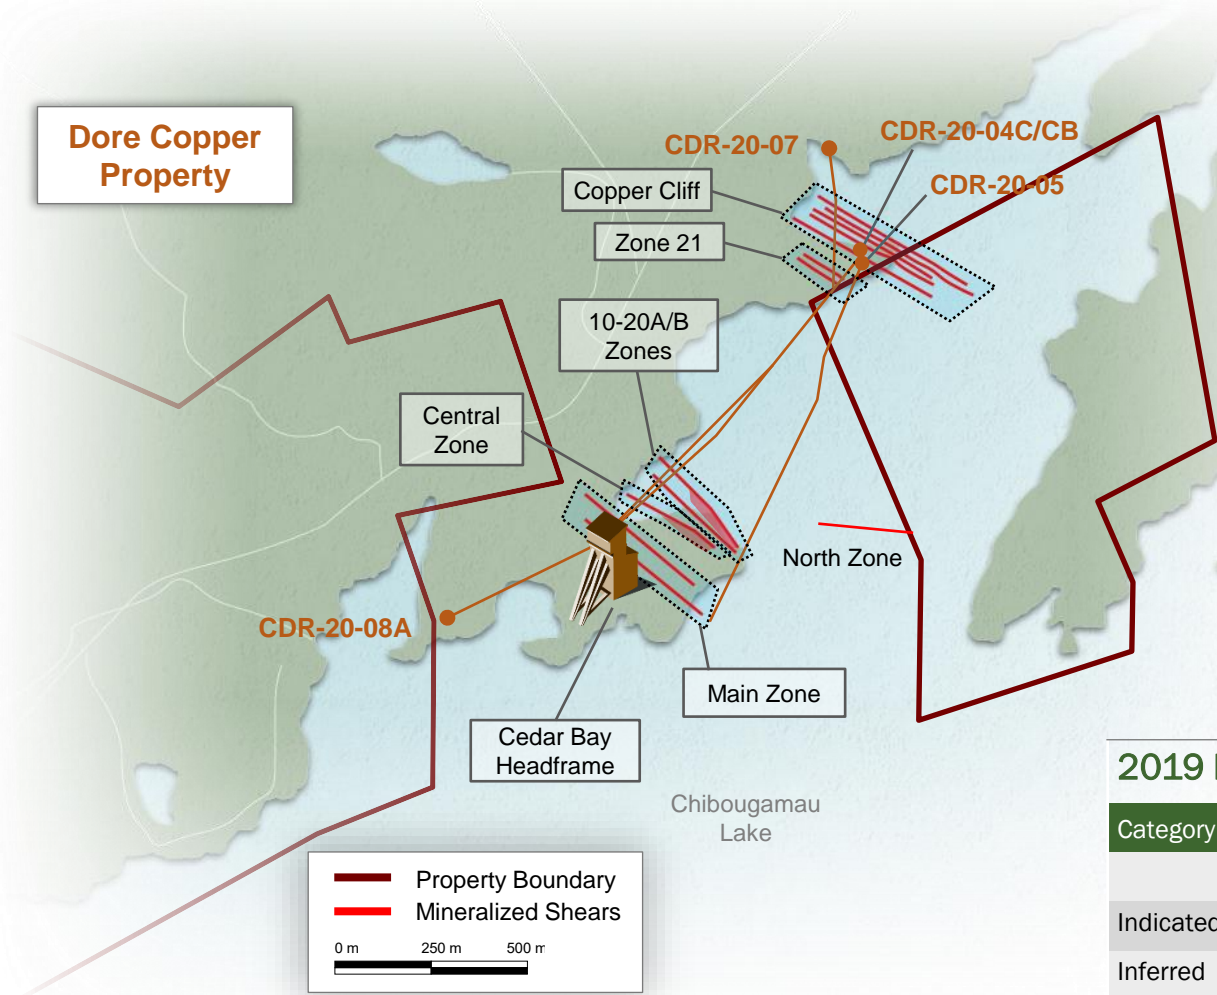 Dore Copper
Property
CDR-20-07
CDR-20-04C/CB
CDR-20-05
Copper Cliff
Zone 21
10-20A/B
Zones
Central
Zone
North Zone
CDR-20-08A
Main Zone
Cedar Bay
Headframe
Chibougamau
Lake
Property Boundary
Mineralized Shears
0 m 250 m 500 m
2019
Category
Indicated
Inferred